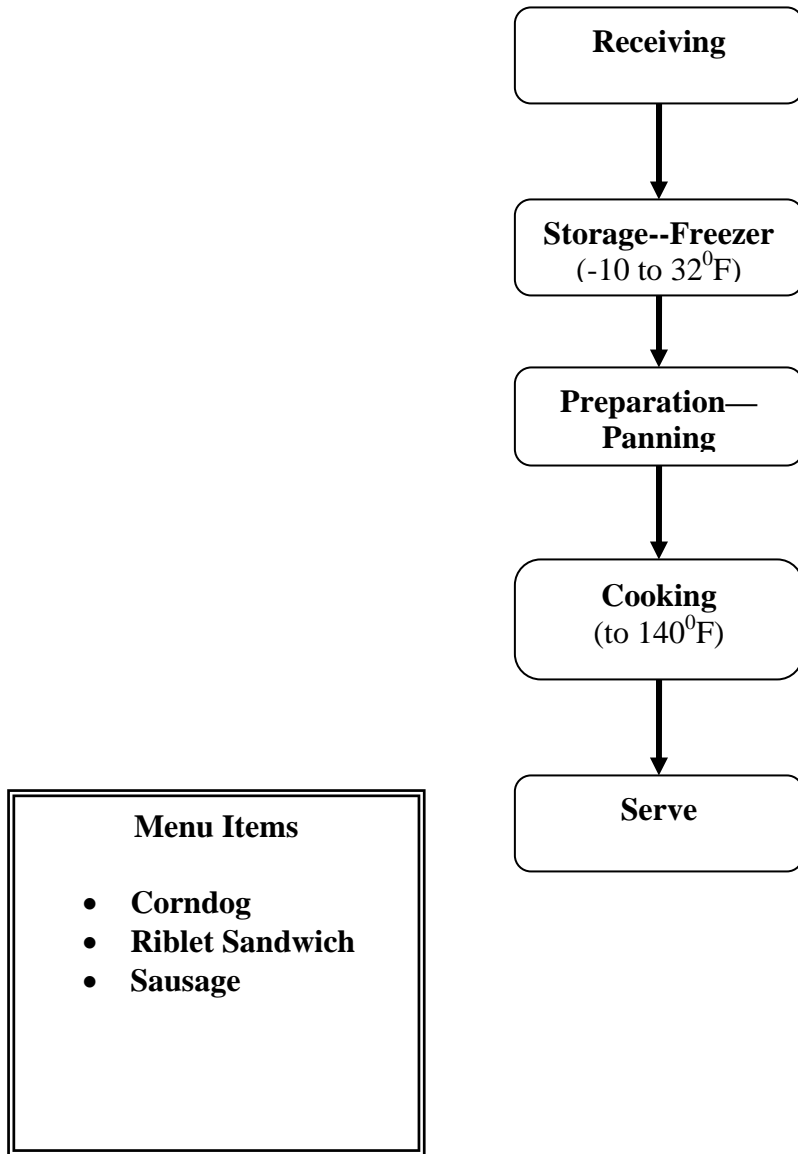 Receiving
Storage--Freezer
(-10 to 32⁰F)
Preparation—
Panning
Cooking
(to 140⁰F)
Serve
Menu Items
• Corndog
• Riblet Sandwich
• Sausage